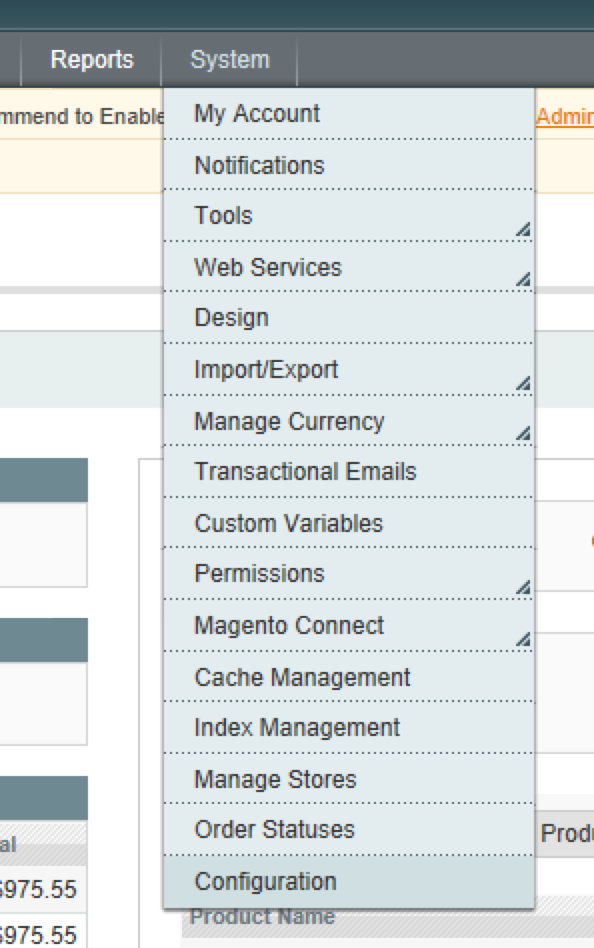 Reports System
My Account
mmend to Enable
Admin
Notifications
Tools
Web Services
Design
Import/Export
Manage Currency
Transactional Emails
Custom Variables
Permissions
Magento Connect
Cache Management
Index Management
Manage Stores
Order Statuses
Produ
al
Configuration
$975.55
Product Name
$975.55